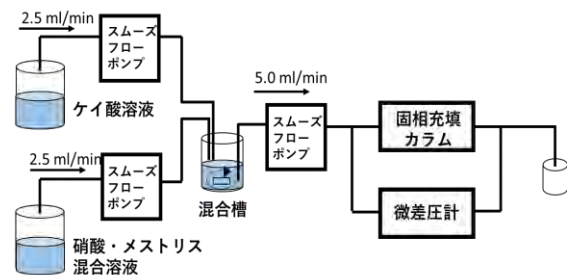 2.5 ml/min
スムーズ
フロー
ポンプ
ケイ酸溶液
5.0 ml/min
スムーズ
フロー
ポンプ
固相充填
カラム
2.5 ml/min
スムーズ
フロー
ポンプ
混合槽
微差圧計
硝酸・メストリス
混合溶液